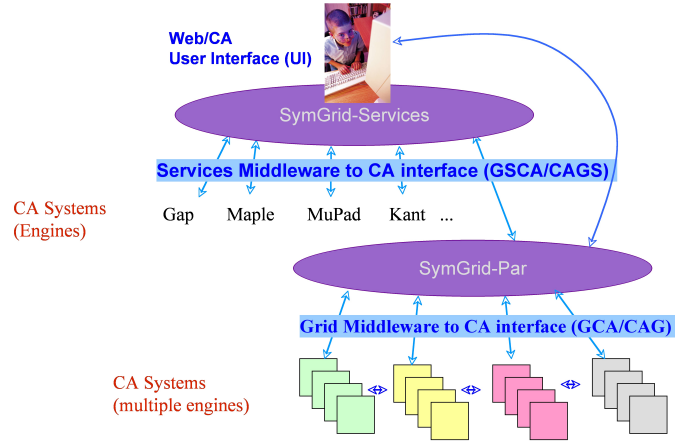 Web/CA
User Interface (UI)
SymGrid-Services
Services Middleware to CA interface (GSCA/CAGS)
CA Systems
(Engines)
Gap Maple MuPad Kant ...
SymGrid-Par
Grid Middleware to CA interface (GCA/CAG)
CA Systems
(multiple engines)